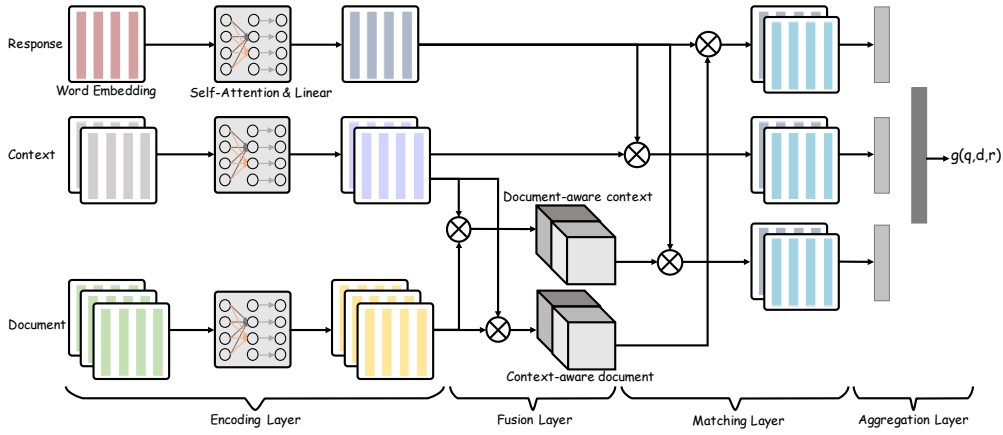 Response
Word Embedding
Self-Attention & Linear
Context
Document-aware context
g(q,d,r)
Document
Context-aware document
Encoding Layer
Fusion Layer
Matching Layer
Aggregation Layer